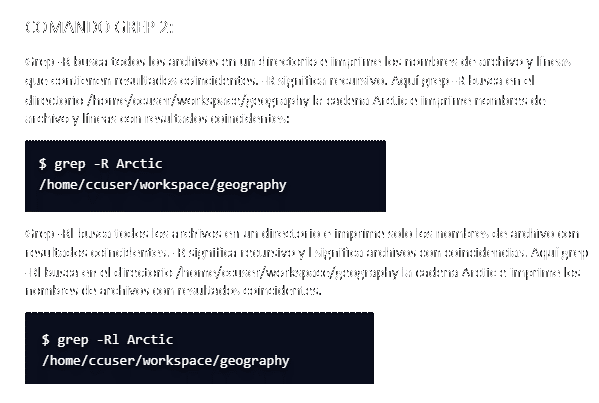 COMANDO GREP 2:
Grep -R busca todos los archivos en un directorio e imprime los nombres de archivo y líneas
que contienen resultados coincidentes. -R significa recursivo. Aquí grep -R busca en el
directorio /home/ccuser/workspace/geography la cadena Arctic e imprime nombres de
archivo y líneas con resultados coincidentes:
$ grep -R Arctic
/home/ccuser/workspace/geography
Grep -Rl busca todos los archivos en un directorio e imprime solo los nombres de archivo con
resultados coincidentes. -R significa recursivo y l significa archivos con coincidencias. Aquí grep
-Rl busca en el directorio /home/ccuser/workspace/geography la cadena Arctic e imprime los
nombres de archivos con resultados coincidentes.
$ grep -Rl Arctic
/home/ccuser/workspace/geography